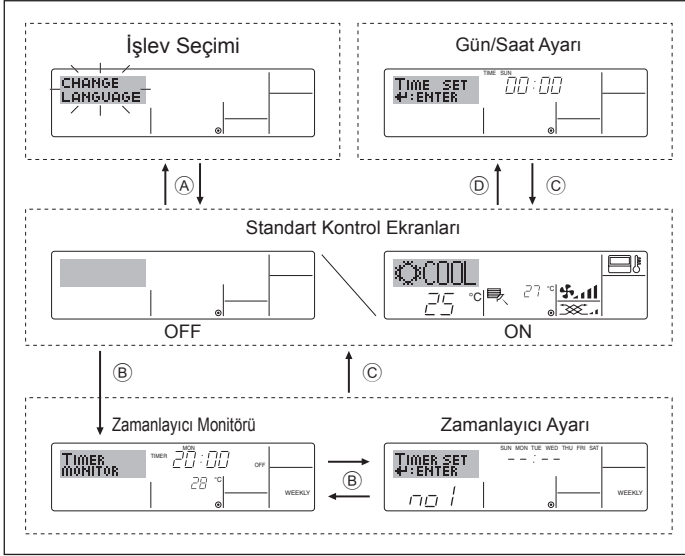 İşlev Seçimi
CHANGE
LANGUAGE
Gün/Saat Ayarı
TIME SUN
TIME SET 00:00
↵:ENTER
Ⓐ
Ⓓ
Ⓒ
Standart Kontrol Ekranları
OFF
COOL
25 °C 27 °C
ON
Ⓑ
Ⓒ
Zamanlayıcı Monitörü
MON
TIMER 20:00 OFF
TIMER
MONITOR
28 °C
WEEKLY
Ⓑ
Zamanlayıcı Ayarı
SUN MON TUE WED THU FRI SAT
TIMER SET --:--
↵:ENTER
no 1
WEEKLY